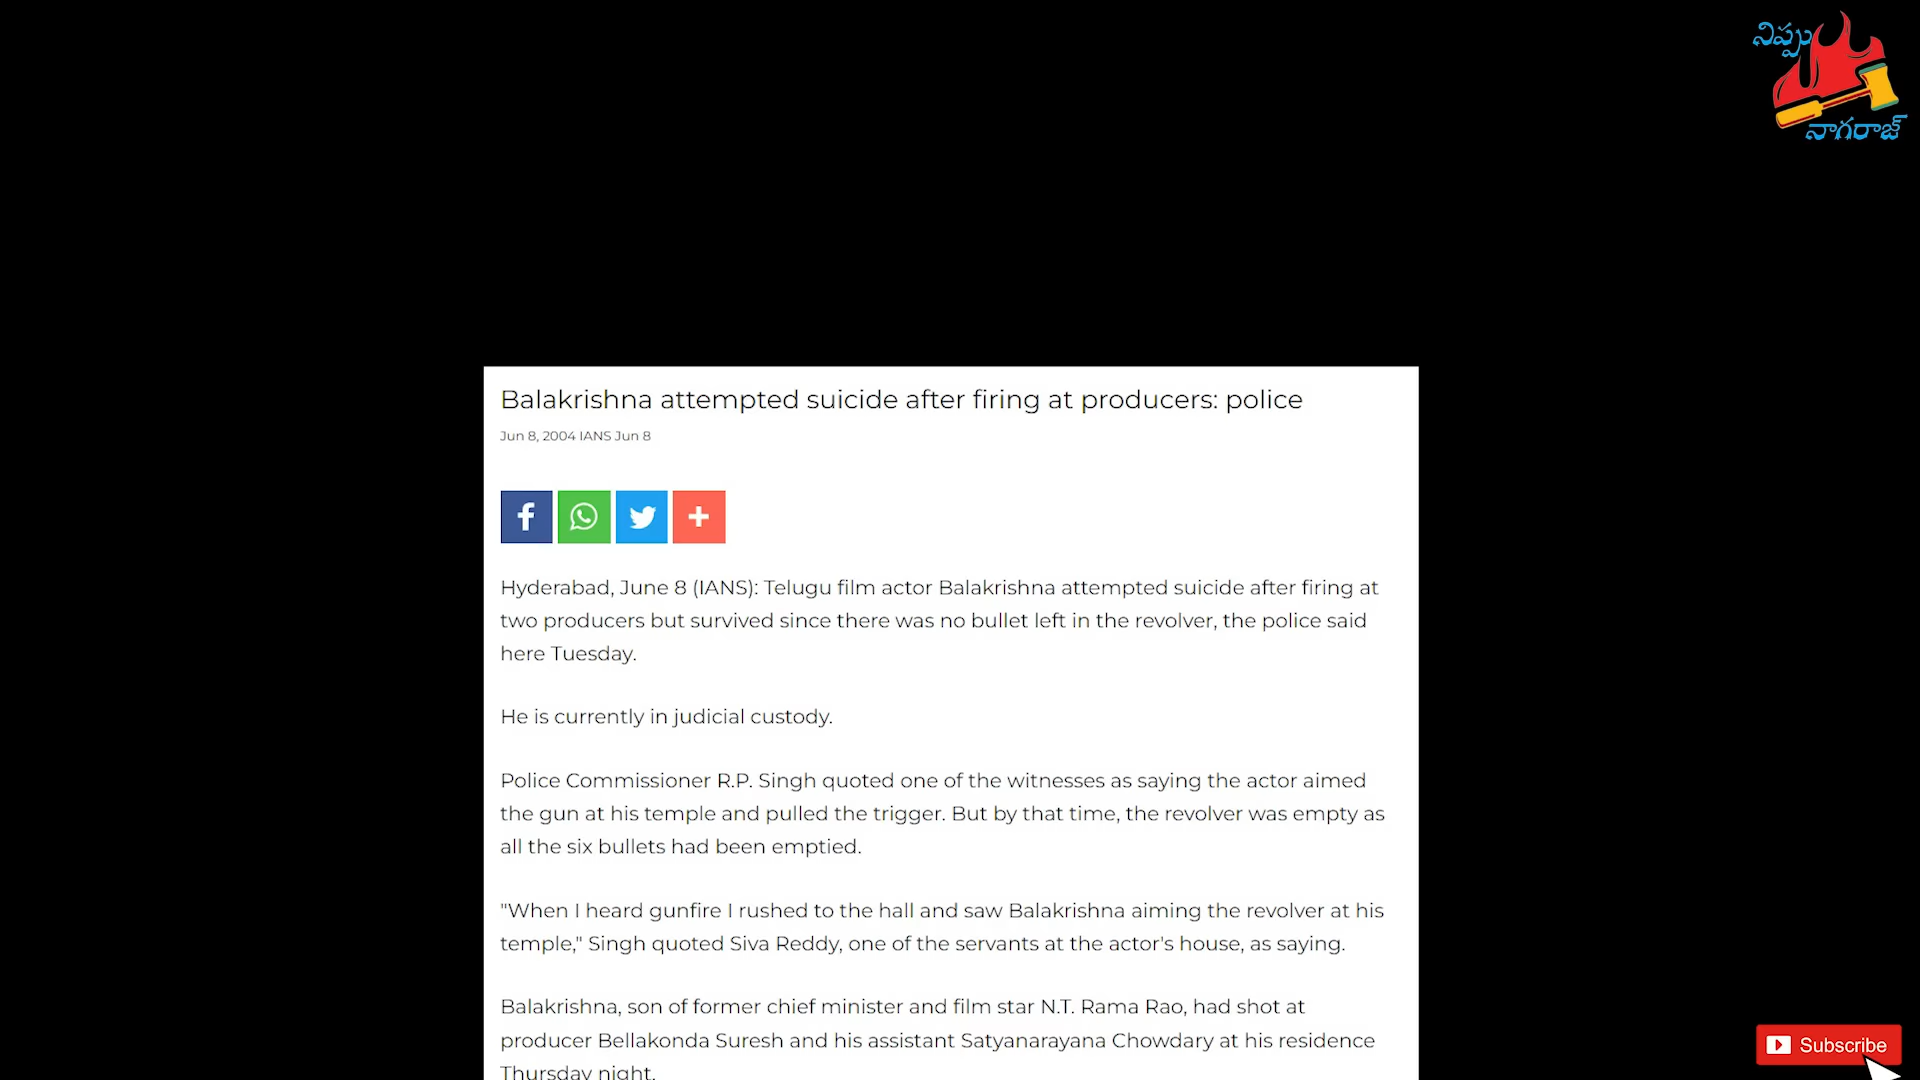 నిప్పు
నాగరాజ్
Balakrishna attempted suicide after firing at producers: police
Jun 8, 2004 IANS Jun 8
Hyderabad, June 8 (IANS): Telugu film actor Balakrishna attempted suicide after firing at
two producers but survived since there was no bullet left in the revolver, the police said
here Tuesday.
He is currently in judicial custody.
Police Commissioner R.P. Singh quoted one of the witnesses as saying the actor aimed
the gun at his temple and pulled the trigger. But by that time, the revolver was empty as
all the six bullets had been emptied.
"When I heard gunfire I rushed to the hall and saw Balakrishna aiming the revolver at his
temple," Singh quoted Siva Reddy, one of the servants at the actor's house, as saying.
Balakrishna, son of former chief minister and film star N.T. Rama Rao, had shot at
producer Bellakonda Suresh and his assistant Satyanarayana Chowdary at his residence
Thursday night.
Subscribe